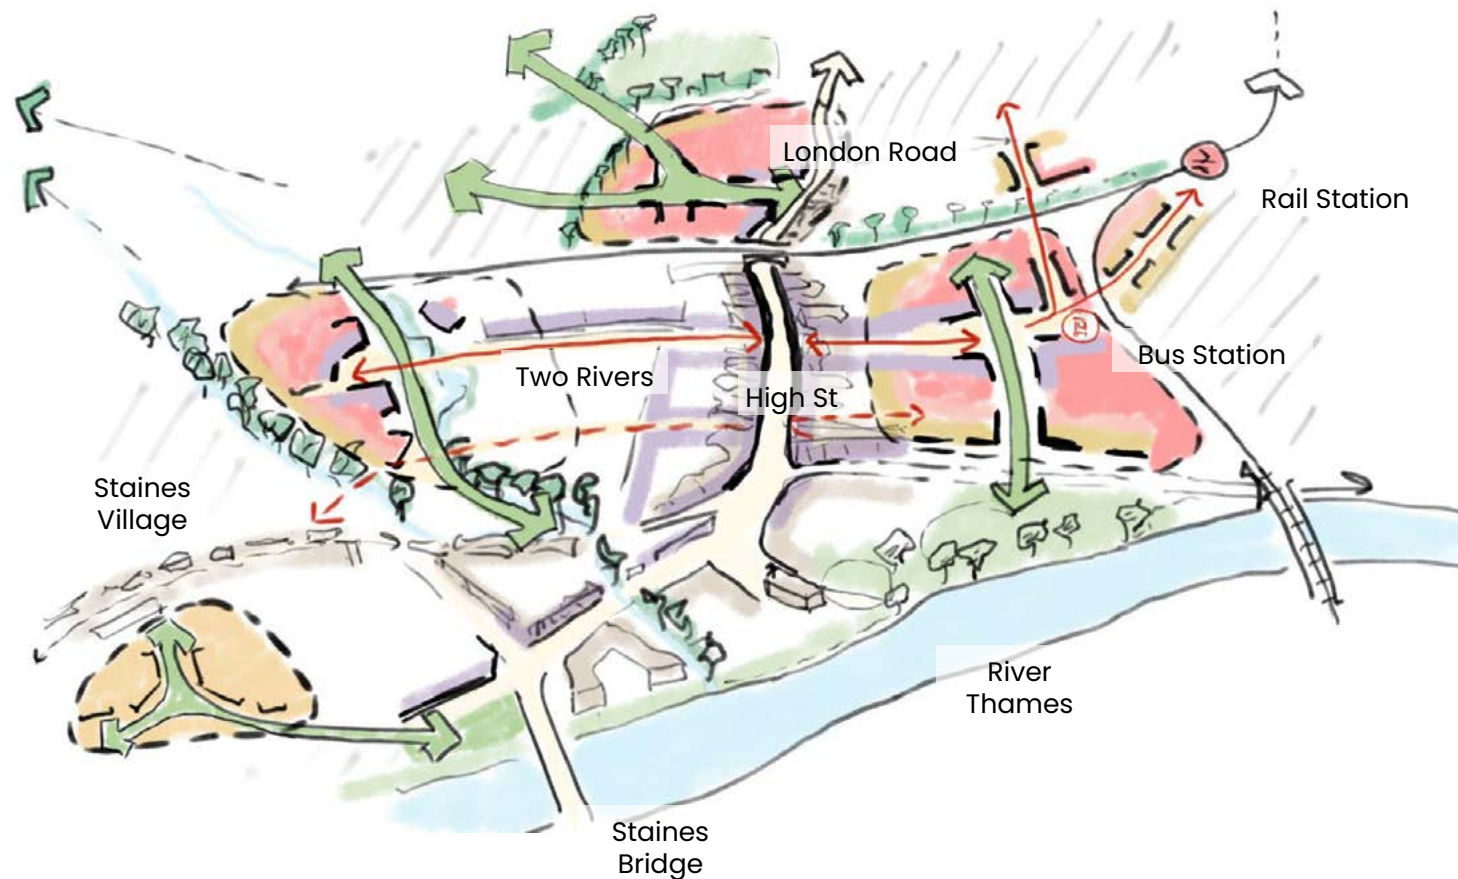 London Road
Rail Station
Bus Station
Two Rivers
High St
Staines
Village
River
Thames
Staines
Bridge